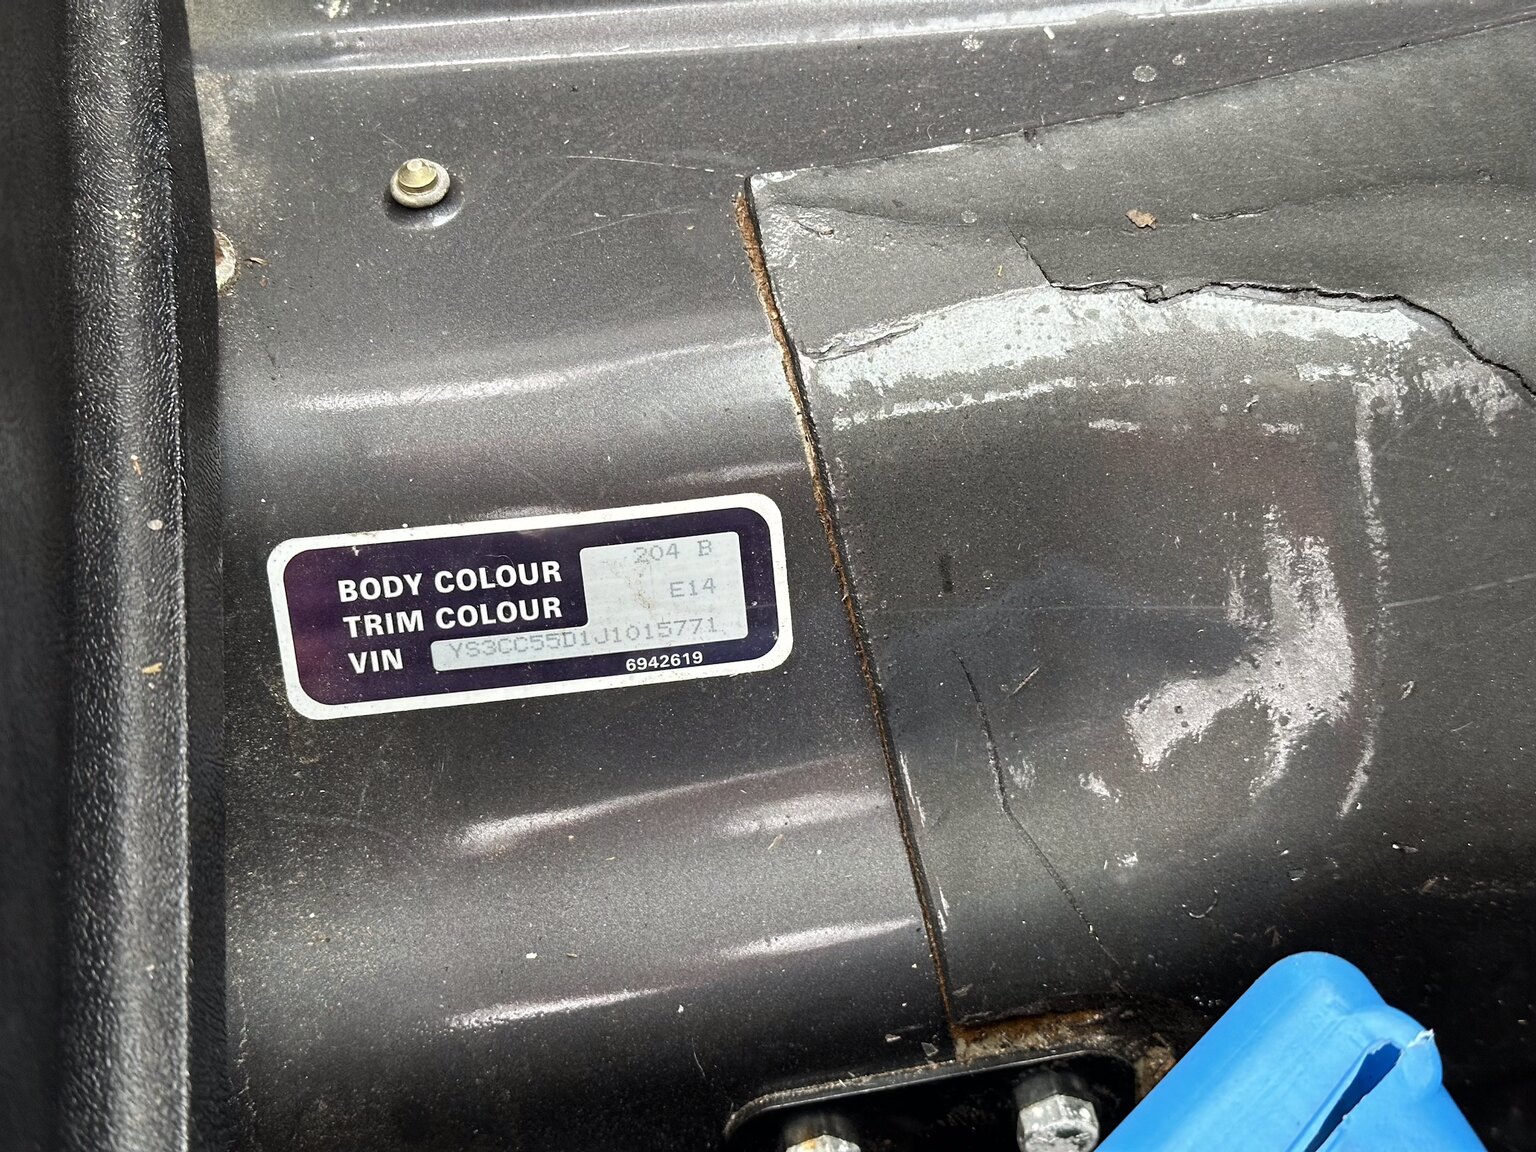 BODY COLOUR 204 B
TRIM COLOUR E14
VIN YS3CC55D1J1015771
6942619